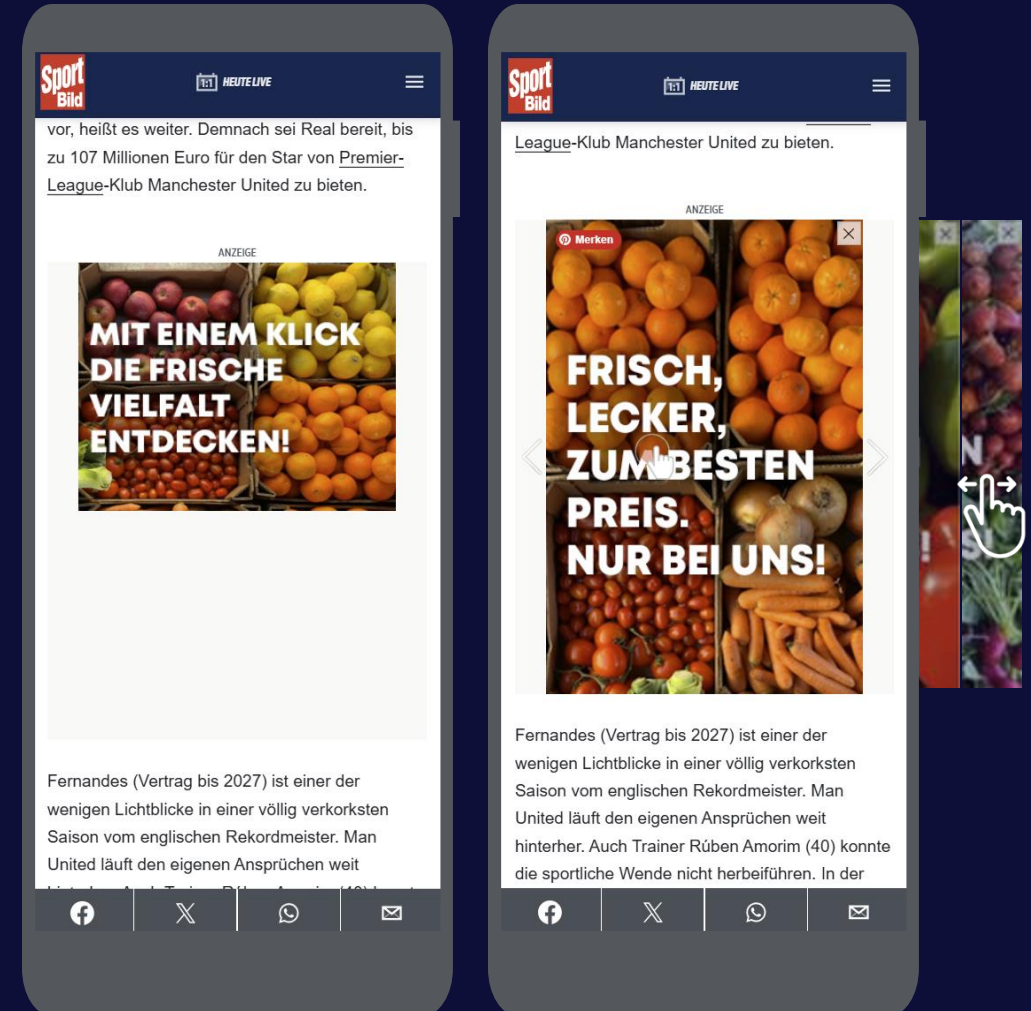 Sport
Bild
1:1 HEUTE LIVE
vor, heißt es weiter. Demnach sei Real bereit, bis
zu 107 Millionen Euro für den Star von Premier-
League-Klub Manchester United zu bieten.
ANZEIGE
MIT EINEM KLICK
DIE FRISCHE
VIELFALT
ENTDECKEN!
Fernandes (Vertrag bis 2027) ist einer der
wenigen Lichtblicke in einer völlig verkorksten
Saison vom englischen Rekordmeister. Man
United läuft den eigenen Ansprüchen weit
Sport
Bild
1:1 HEUTE LIVE
League-Klub Manchester United zu bieten.
ANZEIGE
Merken
FRISCH,
LECKER,
ZUM BESTEN
PREIS.
NUR BEI UNS!
N
!
S!
Fernandes (Vertrag bis 2027) ist einer der
wenigen Lichtblicke in einer völlig verkorksten
Saison vom englischen Rekordmeister. Man
United läuft den eigenen Ansprüchen weit
hinterher. Auch Trainer Rúben Amorim (40) konnte
die sportliche Wende nicht herbeiführen. In der